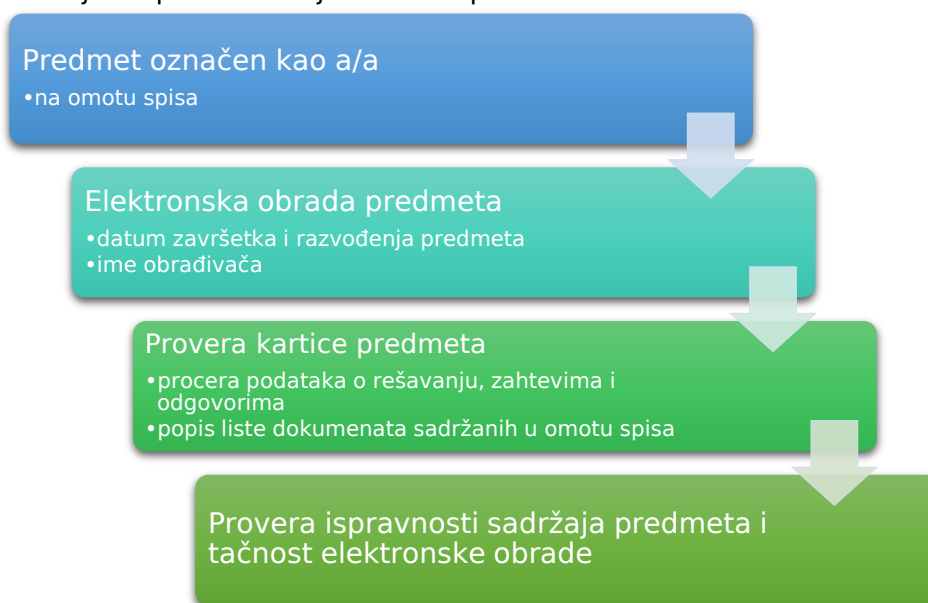 Predmet označen kao a/a
•na omotu spisa
Elektronska obrada predmeta
•datum završetka i razvođenja predmeta
•ime obrađivača
Provera kartice predmeta
•procera podataka o rešavanju, zahtevima i
odgovorima
•popis liste dokumenata sadržanih u omotu spisa
Provera ispravnosti sadržaja predmeta i
tačnost elektronske obrade